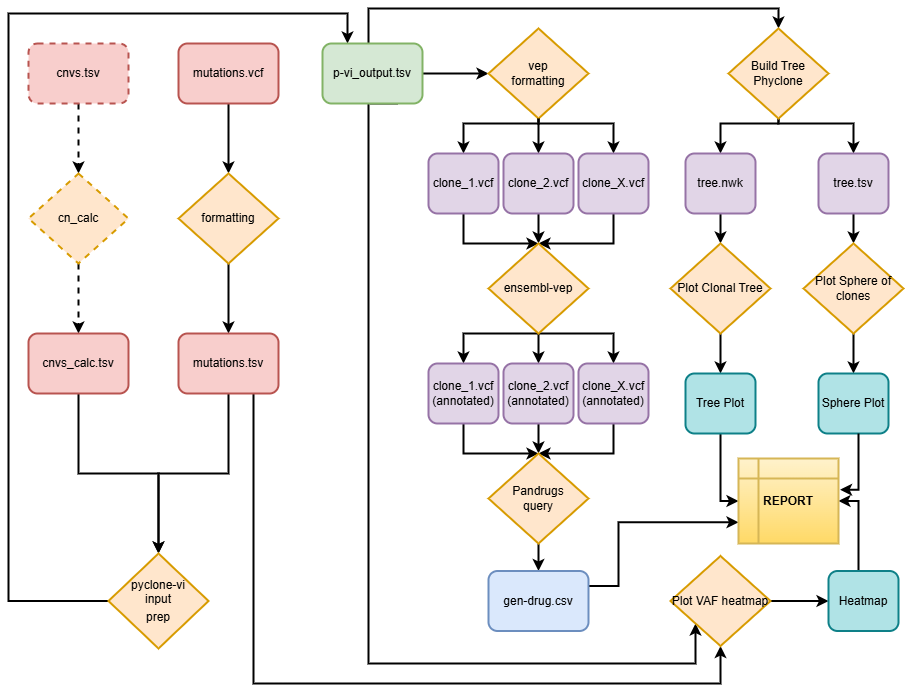 cnvs.tsv
mutations.vcf
p-vi_output.tsv
vep
formatting
Build Tree
Phyclone
clone_1.vcf
clone_2.vcf
clone_X.vcf
tree.nwk
tree.tsv
cn_calc
formatting
ensembl-vep
Plot Clonal Tree
Plot Sphere of
clones
cnvs_calc.tsv
mutations.tsv
clone_1.vcf
(annotated)
clone_2.vcf
(annotated)
clone_X.vcf
(annotated)
Tree Plot
Sphere Plot
Pandrugs
query
REPORT
pyclone-vi
input
prep
gen-drug.csv
Plot VAF heatmap
Heatmap